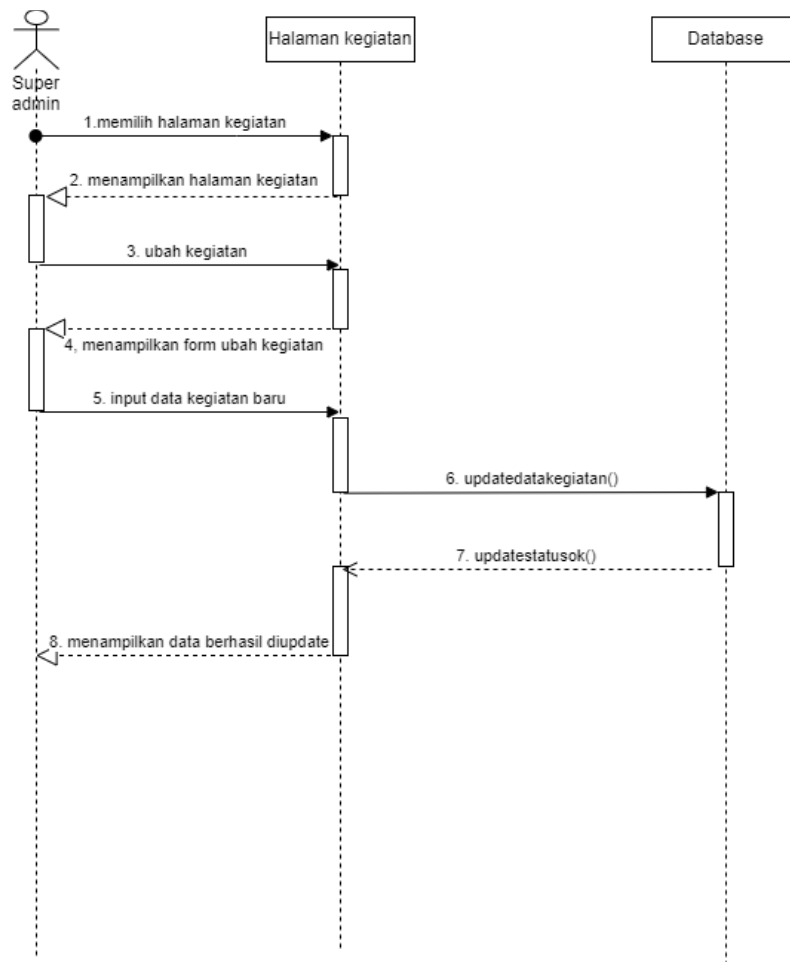 Halaman kegiatan
Database
Super
admin
1.memilih halaman kegiatan
2. menampilkan halaman kegiatan
3. ubah kegiatan
4, menampilkan form ubah kegiatan
5. input data kegiatan baru
6. updatedatakegiatan()
7. updatestatusok()
8. menampilkan data berhasil diupdate